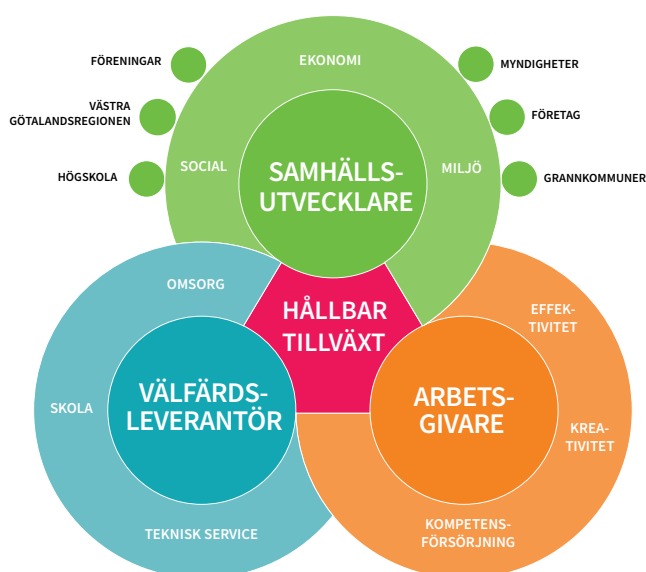 EKONOMI
FÖRENINGAR
MYNDIGHETER
VÄSTRA
GÖTALANDSREGIONEN
FÖRETAG
SOCIAL
MILJÖ
HÖGSKOLA
GRANNKOMMUNER
SAMHÄLLS-
UTVECKLARE
HÅLLBAR
TILLVÄXT
OMSORG
SKOLA
VÄLFÄRDS-
LEVERANTÖR
TEKNISK SERVICE
EFFEK-
TIVITET
ARBETS-
GIVARE
KREA-
TIVITET
KOMPETENS-
FÖRSÖRJNING